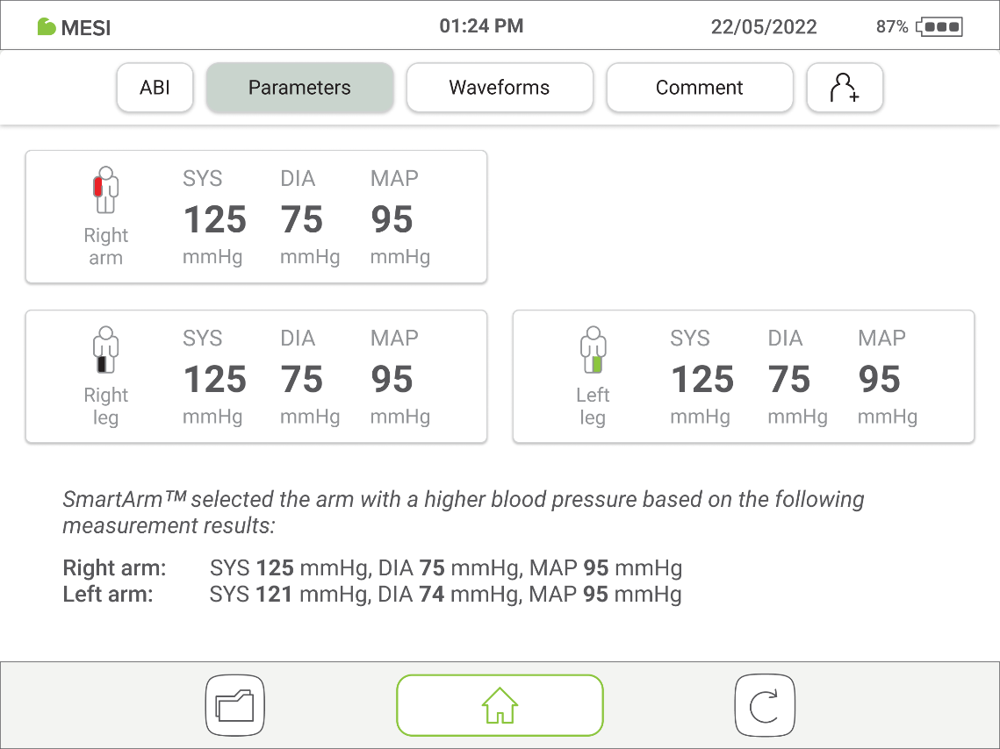 MESI
01:24 PM
22/05/2022
87%
ABI
Parameters
Waveforms
Comment
Right
arm
SYS DIA MAP
125 75 95
mmHg mmHg mmHg
Right
leg
SYS DIA MAP
125 75 95
mmHg mmHg mmHg
Left
leg
SYS DIA MAP
125 75 95
mmHg mmHg mmHg
SmartArm™ selected the arm with a higher blood pressure based on the following
measurement results:
Right arm: SYS 125 mmHg, DIA 75 mmHg, MAP 95 mmHg
Left arm: SYS 121 mmHg, DIA 74 mmHg, MAP 95 mmHg